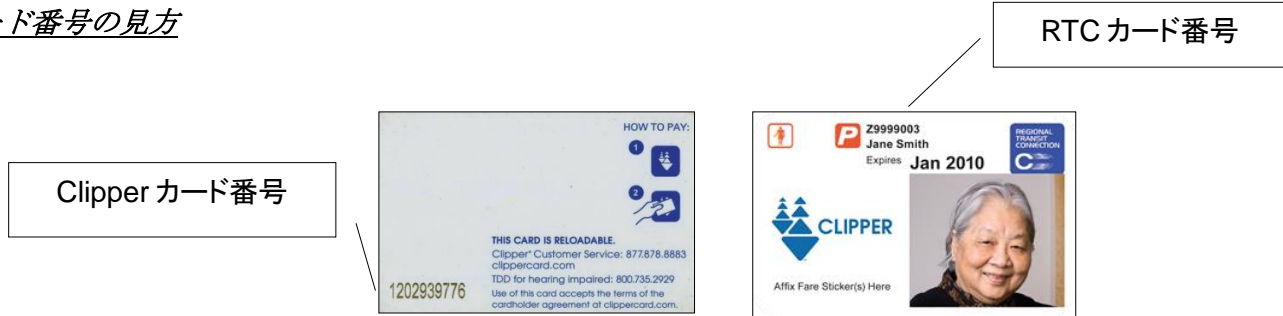 ード番号の見方
RTC カード番号
Clipper カード番号
HOW TO PAY:
1
2
THIS CARD IS RELOADABLE.
Clipper® Customer Service: 877.878.8883
clippercard.com
TDD for hearing impaired: 800.735.2929
Use of this card accepts the terms of the
cardholder agreement at clippercard.com.
1202939776
P
Z9999003
Jane Smith
Expires Jan 2010
REGIONAL
TRANSIT
CONNECTION
C
CLIPPER
Affix Fare Sticker(s) Here